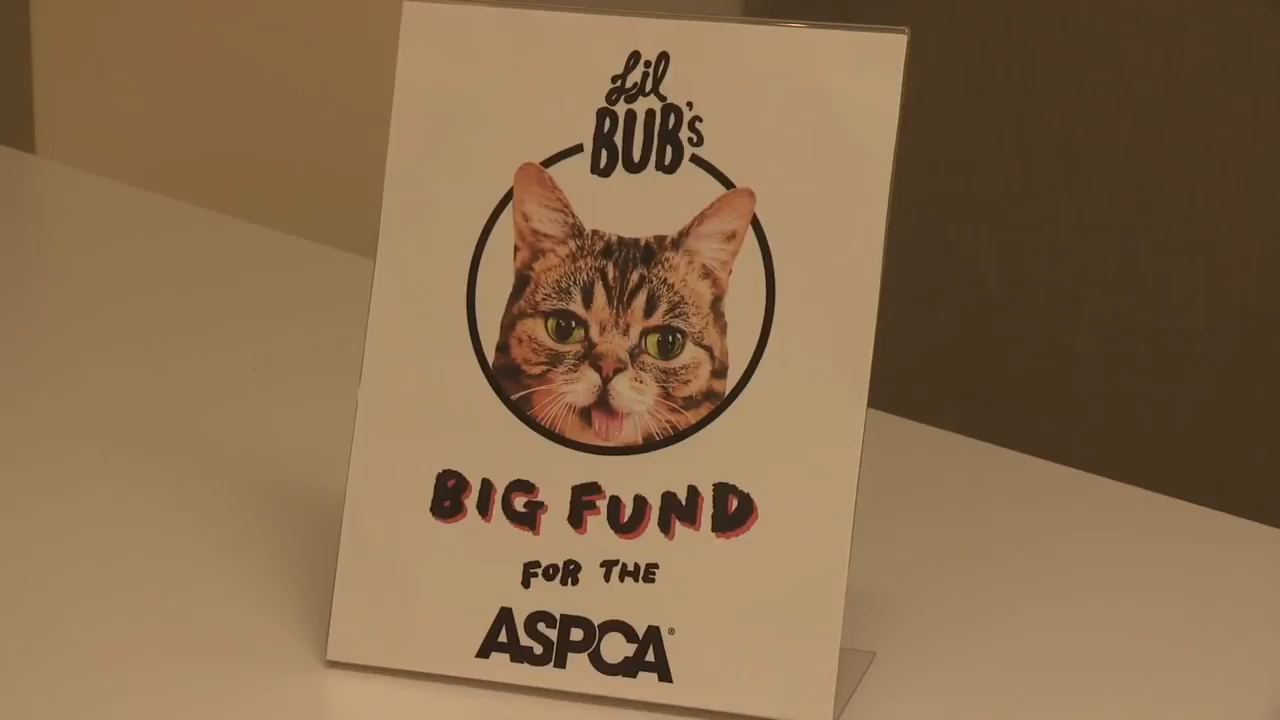 Lil
BUB's
BIG FUND
FOR THE
ASPCA®